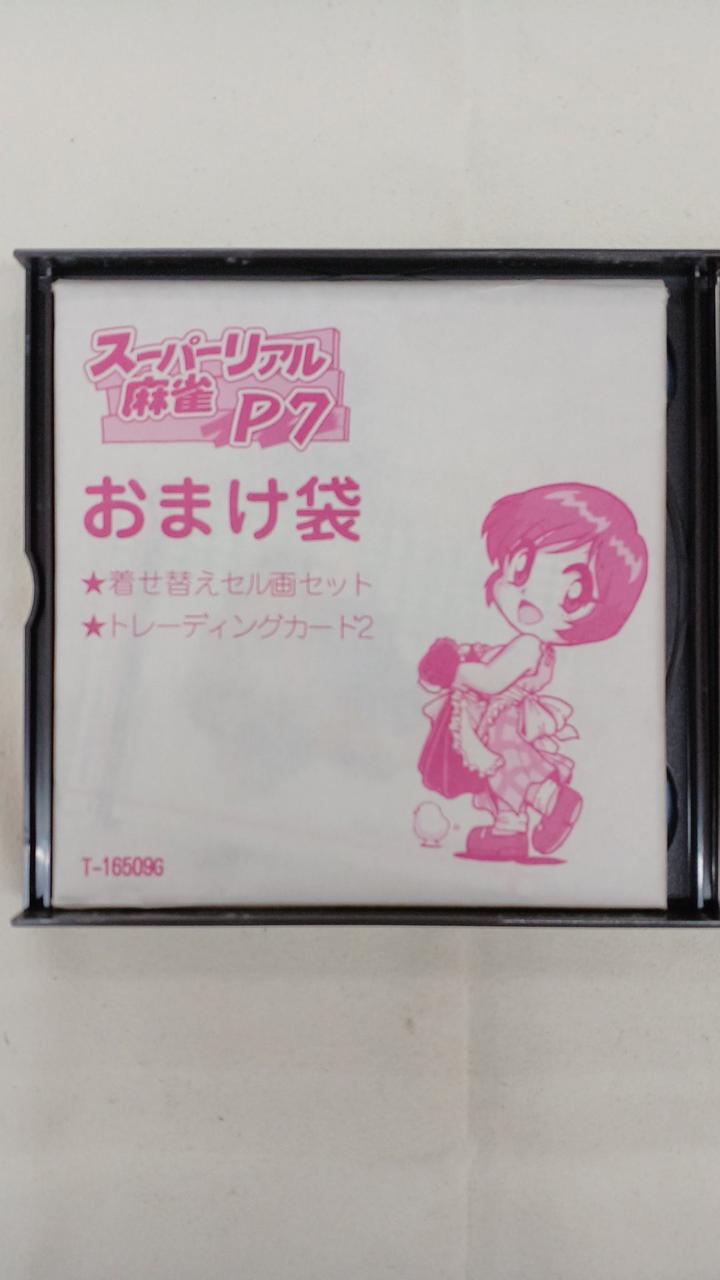 スーパーリアル
麻雀 P7
おまけ袋
★着せ替えセル画セット
★トレーディングカード2
T-16509G